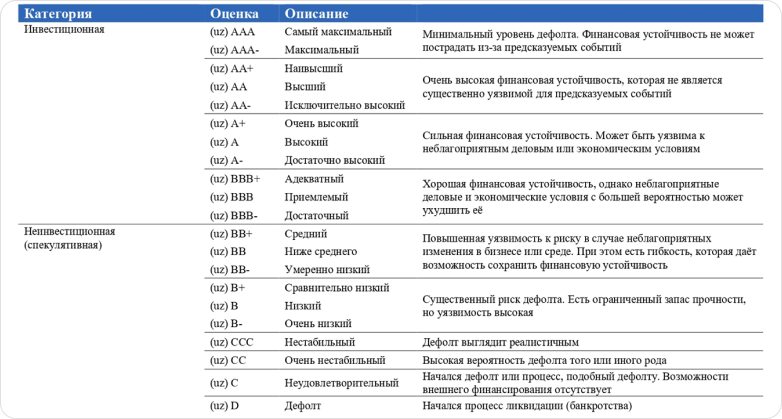 Категория Оценка Описание
Инвестиционная (uz) AAA Самый максимальный Минимальный уровень дефолта. Финансовая устойчивость не может
(uz) AAA- Максимальный пострадать из-за предсказуемых событий
(uz) AA+ Наивысший
(uz) AA Высший Очень высокая финансовая устойчивость, которая не является
(uz) AA- Исключительно высокий существенно уязвимой для предсказуемых событий
(uz) A+ Очень высокий
(uz) A Высокий Сильная финансовая устойчивость. Может быть уязвима к
(uz) A- Достаточно высокий неблагоприятным деловым или экономическим условиям
(uz) BBB+ Адекватный Хорошая финансовая устойчивость, однако неблагоприятные
(uz) BBB Приемлемый деловые и экономические условия с большей вероятностью может
(uz) BBB- Достаточный ухудшить её
Неинвестиционная (uz) BB+ Средний Повышенная уязвимость к риску в случае неблагоприятных
(спекулятивная) (uz) BB Ниже среднего изменения в бизнесе или среде. При этом есть гибкость, которая даёт
(uz) BB- Умеренно низкий возможность сохранить финансовую устойчивость
(uz) B+ Сравнительно низкий
(uz) B Низкий Существенный риск дефолта. Есть ограниченный запас прочности,
(uz) B- Очень низкий но уязвимость высокая
(uz) CCC Нестабильный Дефолт выглядит реалистичным
(uz) CC Очень нестабильный Высокая вероятность дефолта того или иного рода
(uz) C Неудовлетворительный Начался дефолт или процесс, подобный дефолту. Возможности
внешнего финансирования отсутствует
(uz) D Дефолт Начался процесс ликвидации (банкротства)